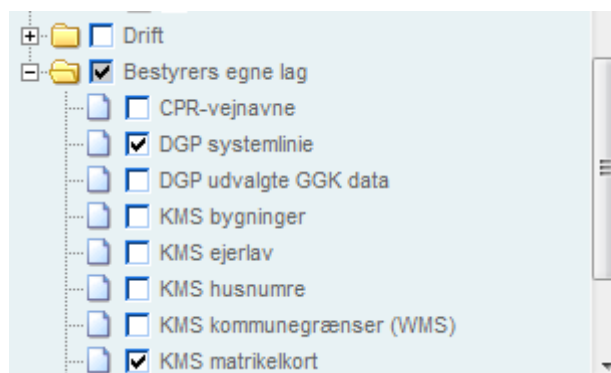 Drift
Bestyrers egne lag
CPR-vejnavne
DGP systemlinie
DGP udvalgte GGK data
KMS bygninger
KMS ejerlav
KMS husnumre
KMS kommunegrænser (WMS)
KMS matrikelkort